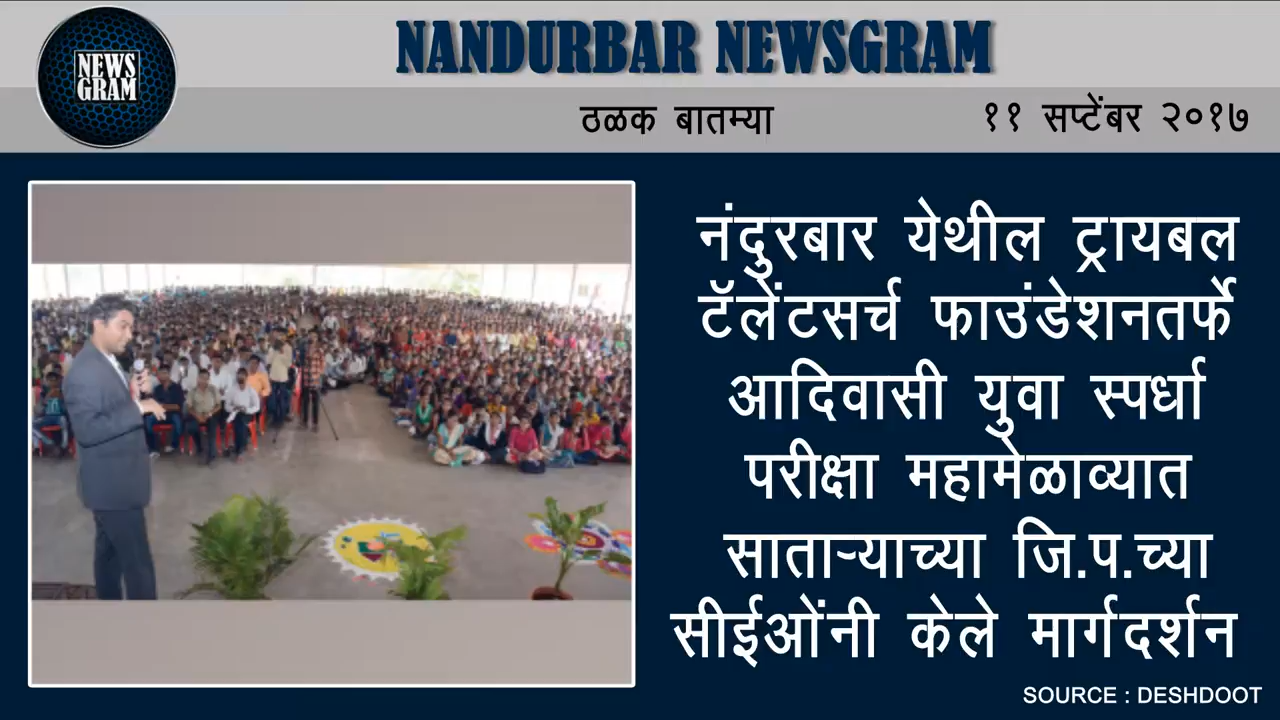 NEWS
GRAM
NANDURBAR NEWSGRAM
ठळक बातम्या
११ सप्टेंबर २०१७
नंदुरबार येथील ट्रायबल
टॅलेंटसर्च फाउंडेशनतर्फे
आदिवासी युवा स्पर्धा
परीक्षा महामेळाव्यात
साताऱ्याच्या जि.प.च्या
सीईओंनी केले मार्गदर्शन
SOURCE : DESHDOOT